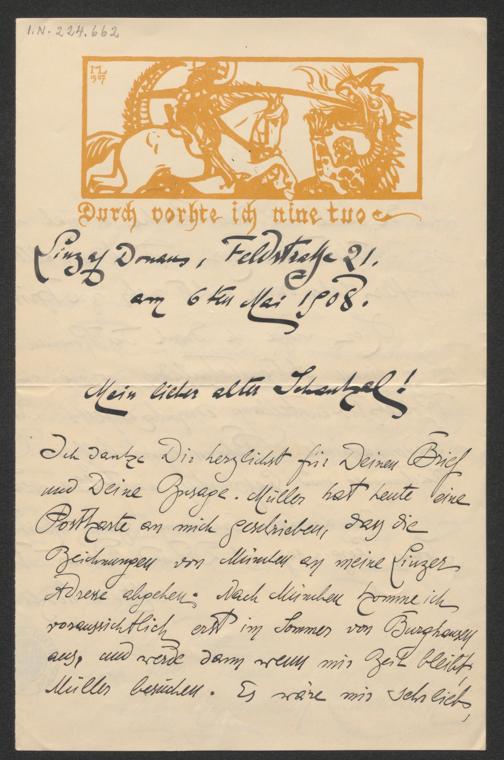 I.N. 224.662
ML
1907
Durch vorhte ich nine tuo
Linz a/ Donau, Feldstraße 21.
am 6ten Mai 1908.
Mein lieber alter Schantzel!
Ich danke Dir herzlichst für Deinen Brief
und Deine Zusage. Müller hat heute eine
Postkarte an mich geschrieben, dass die
Zeichnungen von München an meine Linzer
Adresse abgehen. Nach München komme ich
voraussichtlich erst im Sommer von Burghausen
aus, und werde dann wenn mir Zeit bleibt,
Müller besuchen. Es wäre mir sehr lieb,